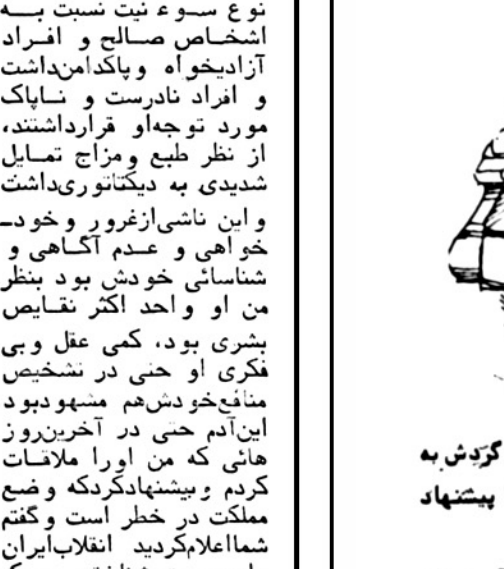 نوع سوء نیت نسبت به
اشخاص صالح و افراد
آزادیخواه و پاکدامن‌داشت
و افراد نادرست و ناپاک
مورد توجه‌او قرارداشتند،
از نظر طبع ومزاج تمایل
شدیدی به دیکتاتوری‌داشت
و این ناشی‌ازغرور و خود‌ـ
خواهی و عدم آگاهی و
شناسائی خودش بود بنظر
من او واحد اکثر نقایص
بشری بود، کمی عقل وبی
فکری او حتی در تشخیص
منافع‌خودش‌هم مشهودبود
این‌آدم حتی در آخرین‌روز
هائی که من اورا ملاقات
کردم و پیشنهادکردکه وضع
مملکت در خطر است وگفتم
شمااعلام‌کردید انقلاب‌ایران
گردش به
پیشنهاد